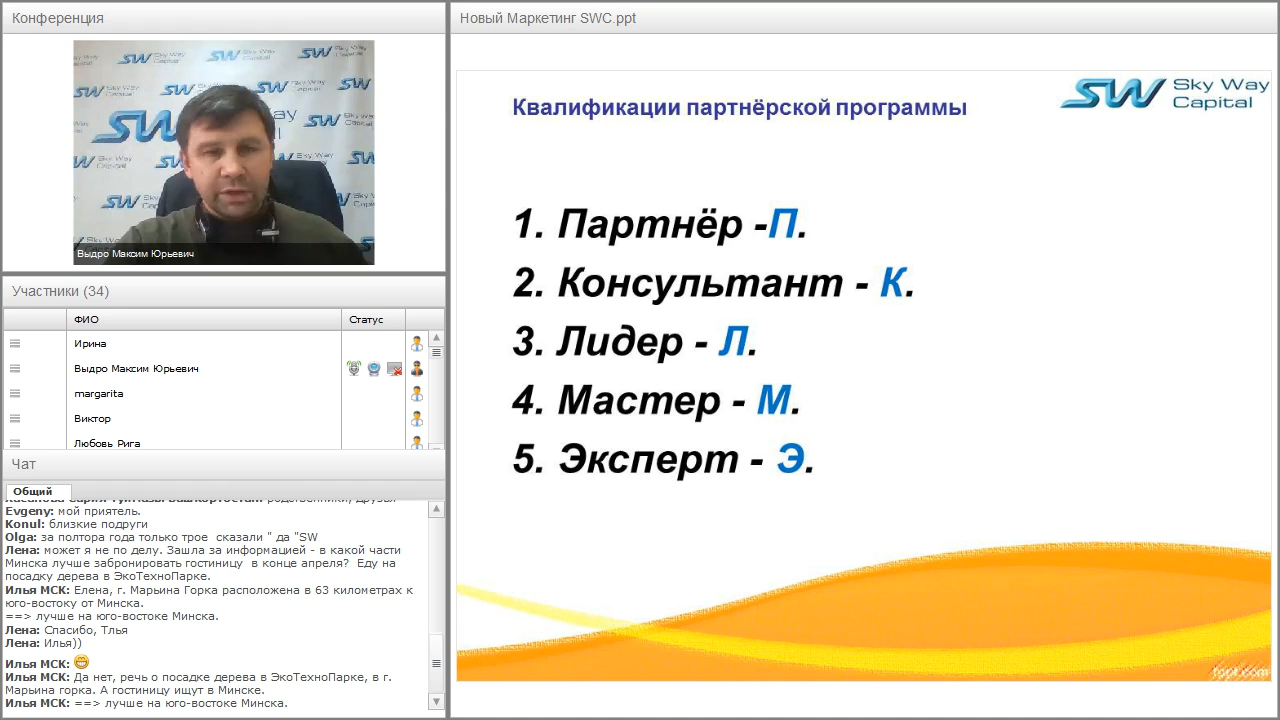 Конференция
Выдро Максим Юрьевич
Участники (34)
ФИО
Статус
Ирина
Выдро Максим Юрьевич
margarita
Виктор
Любовь Рига
Чат
Общий
родственники, друзья
Evgeny: мой приятель.
Konul: близкие подруги
Olga: за полтора года только трое сказали " да "SW
Лена: может я не по делу. Зашла за информацией - в какой части
Минска лучше забронировать гостиницу в конце апреля? Еду на
посадку дерева в ЭкоТехноПарке.
Илья МСК: Елена, г. Марьина Горка расположена в 63 километрах к
юго-востоку от Минска.
==> лучше на юго-востоке Минска.
Лена: Спасибо, Тлья
Лена: Илья))
Илья МСК:
Илья МСК: Да нет, речь о посадке дерева в ЭкоТехноПарке, в г.
Марьина горка. А гостиницу ищут в Минске.
Илья МСК: ==> лучше на юго-востоке Минска.
Новый Маркетинг SWC.ppt
SW Sky Way
Capital
Квалификации партнёрской программы
1. Партнёр -П.
2. Консультант - К.
3. Лидер - Л.
4. Мастер - М.
5. Эксперт - Э.
fppt.com